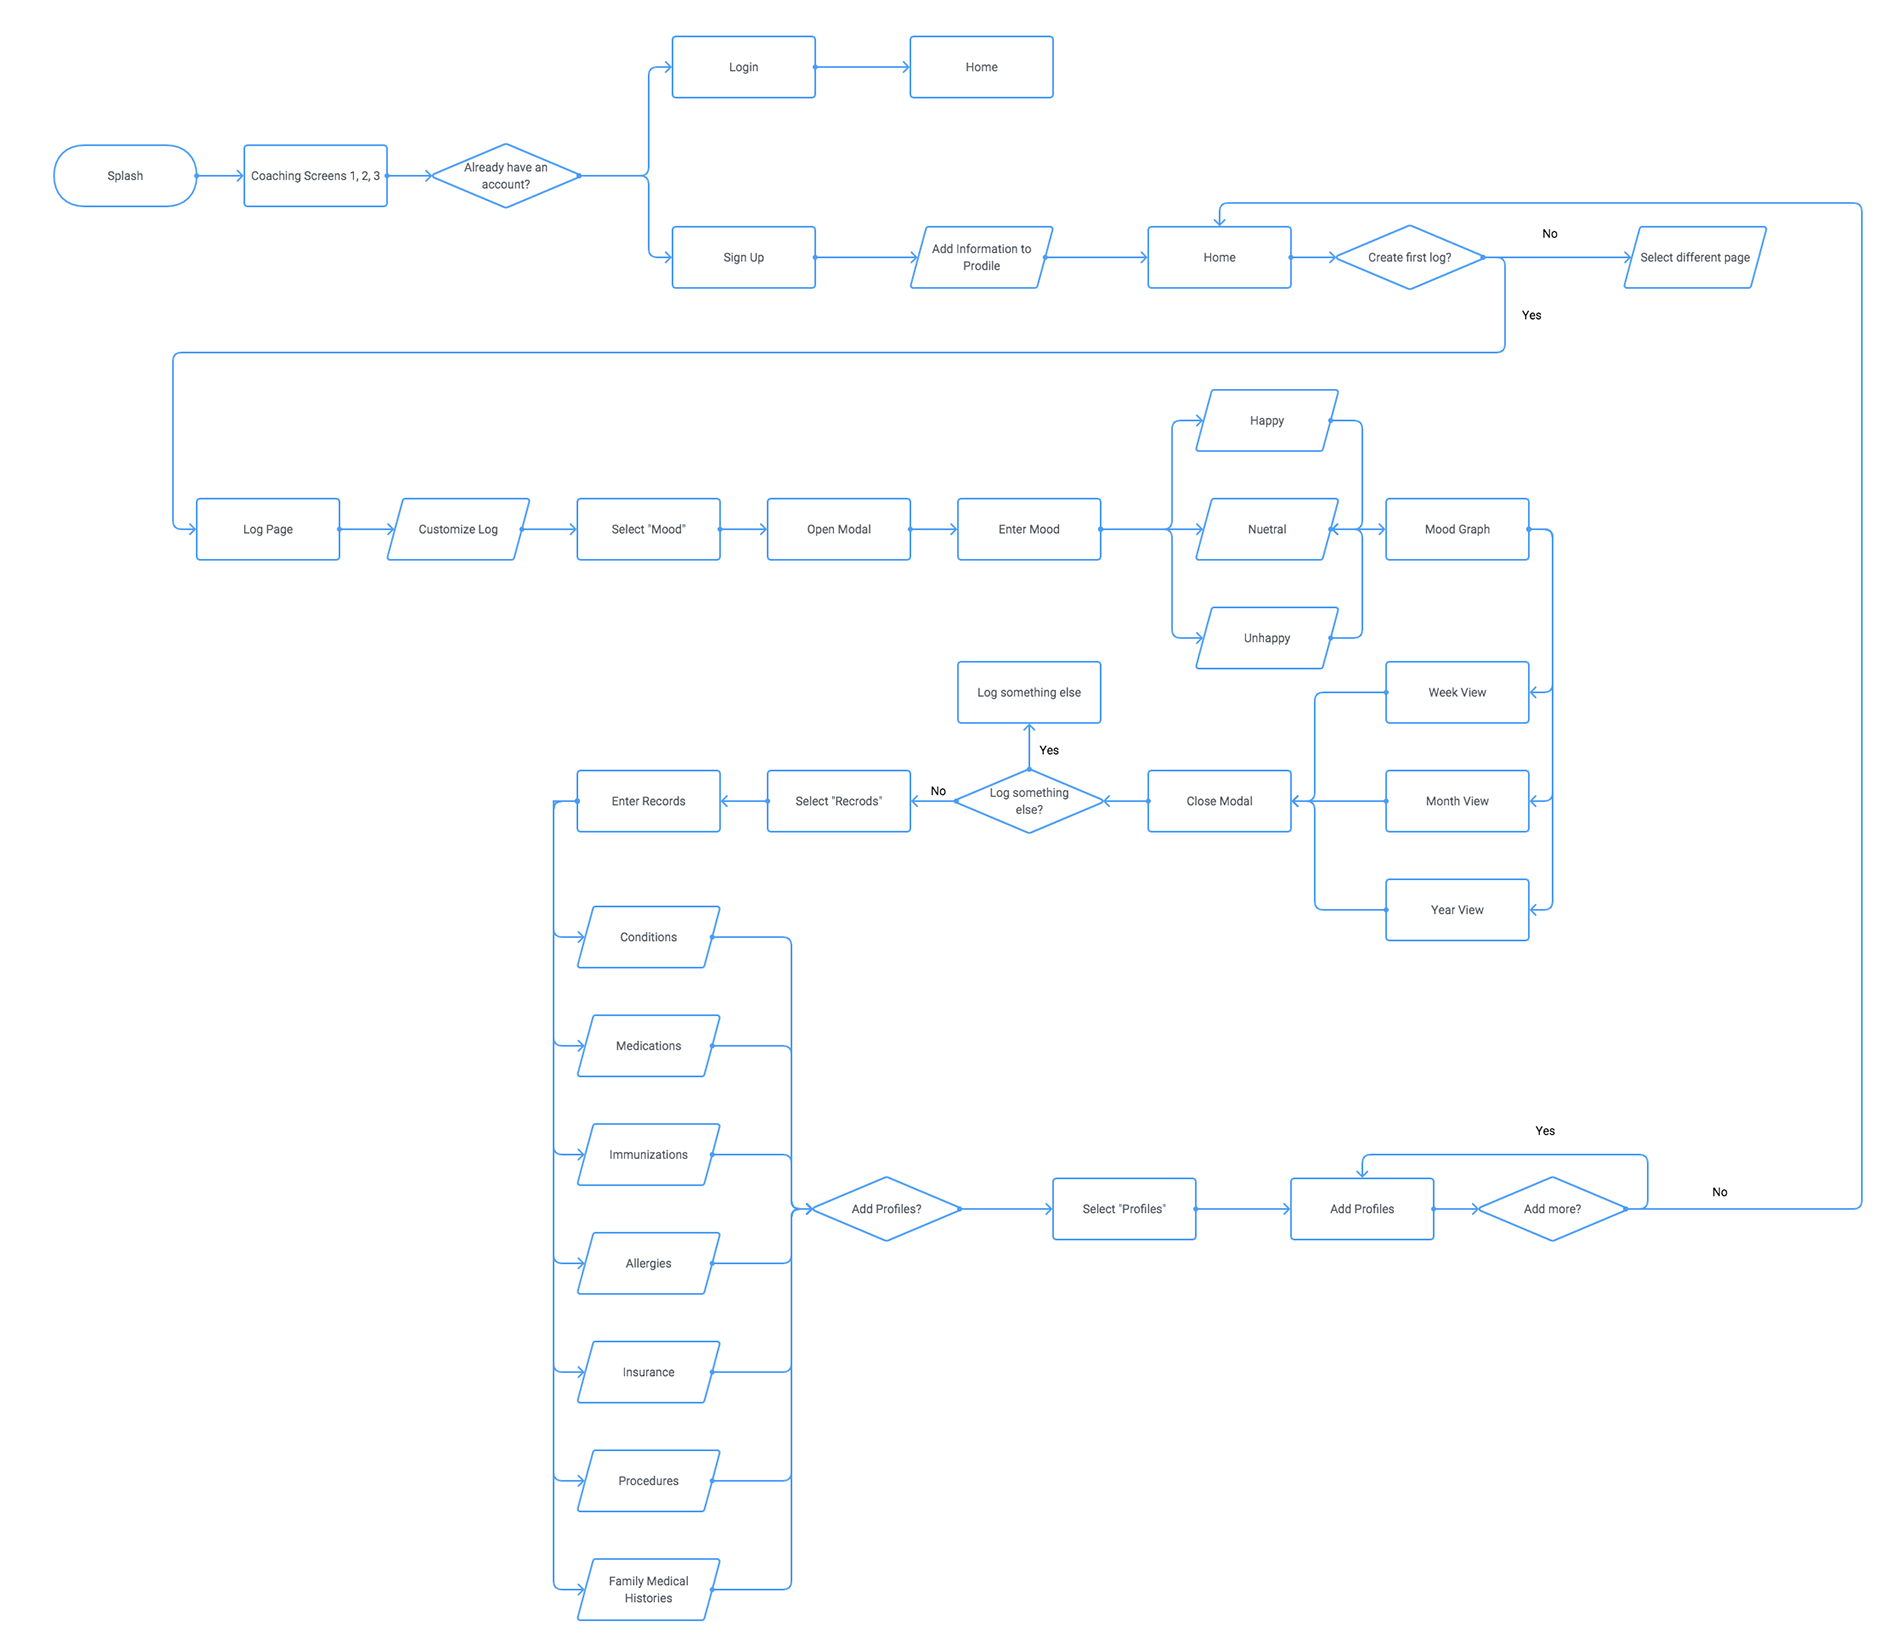 Login
Home
Splash
Coaching Screens 1, 2, 3
Already have an
account?
Sign Up
Add Information to
Prodile
Home
Create first log?
No
Select different page
Yes
Happy
Log Page
Customize Log
Select "Mood"
Open Modal
Enter Mood
Nuetral
Mood Graph
Unhappy
Log something else
Week View
Yes
Enter Records
Select "Recrods"
No
Log something
else?
Close Modal
Month View
Year View
Conditions
Medications
Immunizations
Yes
Add Profiles?
Select "Profiles"
Add Profiles
Add more?
No
Allergies
Insurance
Procedures
Family Medical
Histories